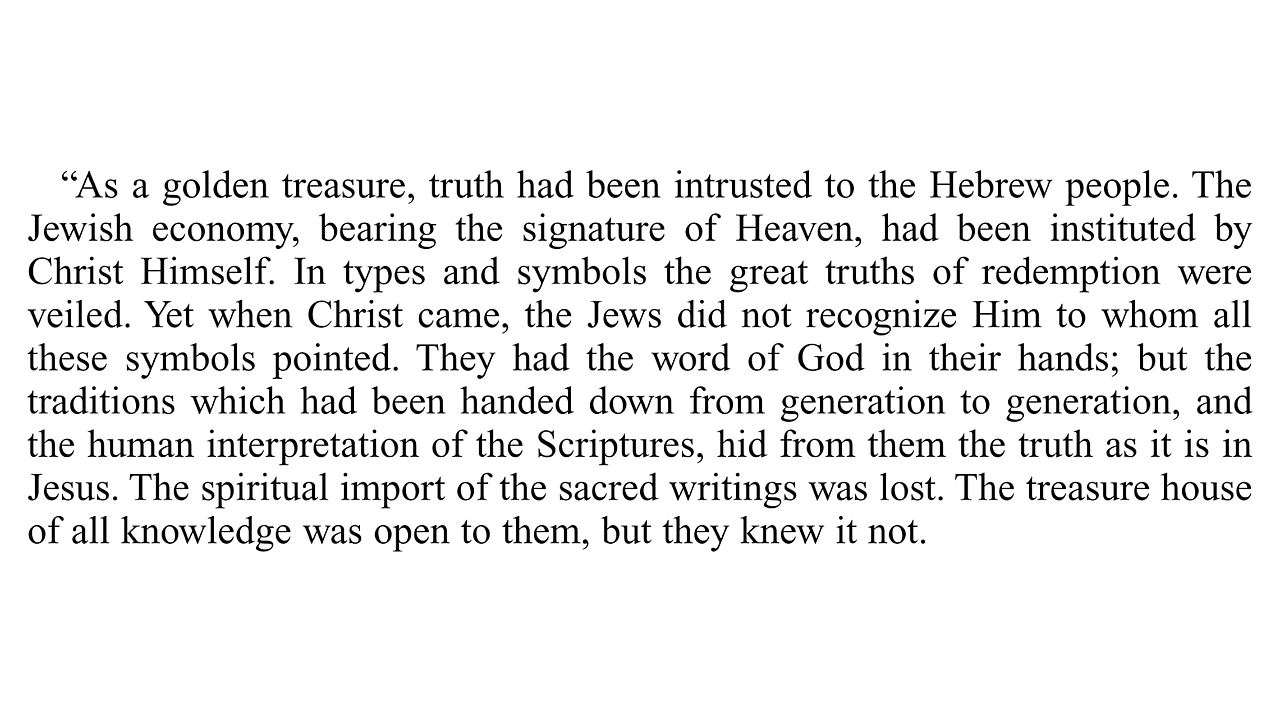 “As a golden treasure, truth had been intrusted to the Hebrew people. The
Jewish economy, bearing the signature of Heaven, had been instituted by
Christ Himself. In types and symbols the great truths of redemption were
veiled. Yet when Christ came, the Jews did not recognize Him to whom all
these symbols pointed. They had the word of God in their hands; but the
traditions which had been handed down from generation to generation, and
the human interpretation of the Scriptures, hid from them the truth as it is in
Jesus. The spiritual import of the sacred writings was lost. The treasure house
of all knowledge was open to them, but they knew it not.